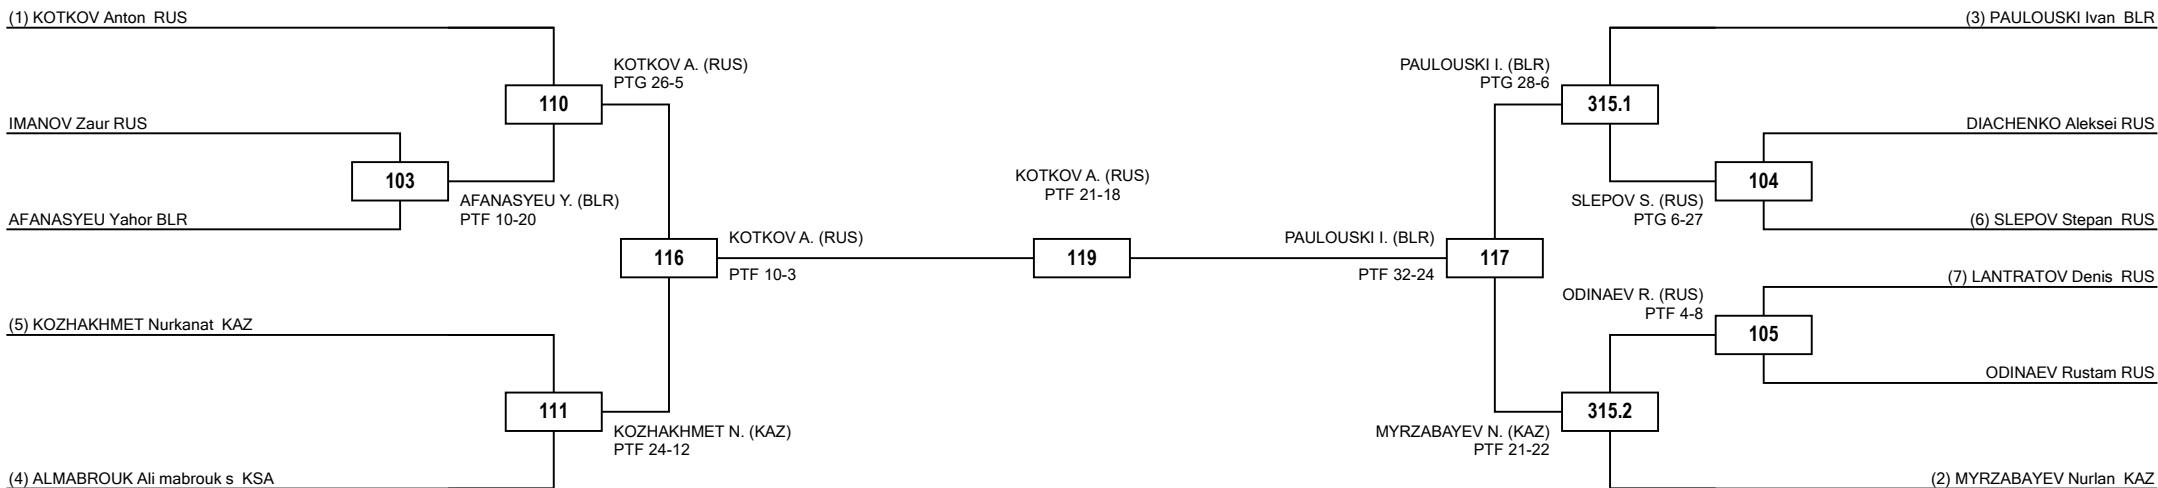 (1) KOTKOV Anton RUS
(3) PAULOUSKI Ivan BLR
KOTKOV A. (RUS)
PTG 26-5
PAULOUSKI I. (BLR)
PTG 28-6
110
315.1
IMANOV Zaur RUS
DIACHENKO Aleksei RUS
103
104
KOTKOV A. (RUS)
PTF 21-18
AFANASYEU Y. (BLR)
PTF 10-20
SLEPOV S. (RUS)
PTG 6-27
AFANASYEU Yahor BLR
(6) SLEPOV Stepan RUS
KOTKOV A. (RUS)
PAULOUSKI I. (BLR)
116
119
117
PTF 10-3
PTF 32-24
(7) LANTRATOV Denis RUS
ODINAEV R. (RUS)
PTF 4-8
(5) KOZHAKHMET Nurkanat KAZ
105
ODINAEV Rustam RUS
111
315.2
KOZHAKHMET N. (KAZ)
PTF 24-12
MYRZABAYEV N. (KAZ)
PTF 21-22
(4) ALMABROUK Ali mabrouk s KSA
(2) MYRZABAYEV Nurlan KAZ